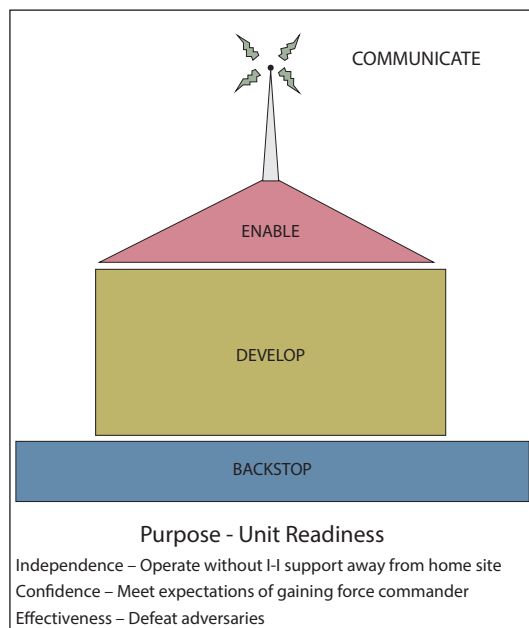 COMMUNICATE
ENABLE
DEVELOP
BACKSTOP
Purpose - Unit Readiness
Independence – Operate without I-I support away from home site
Confidence – Meet expectations of gaining force commander
Effectiveness – Defeat adversaries